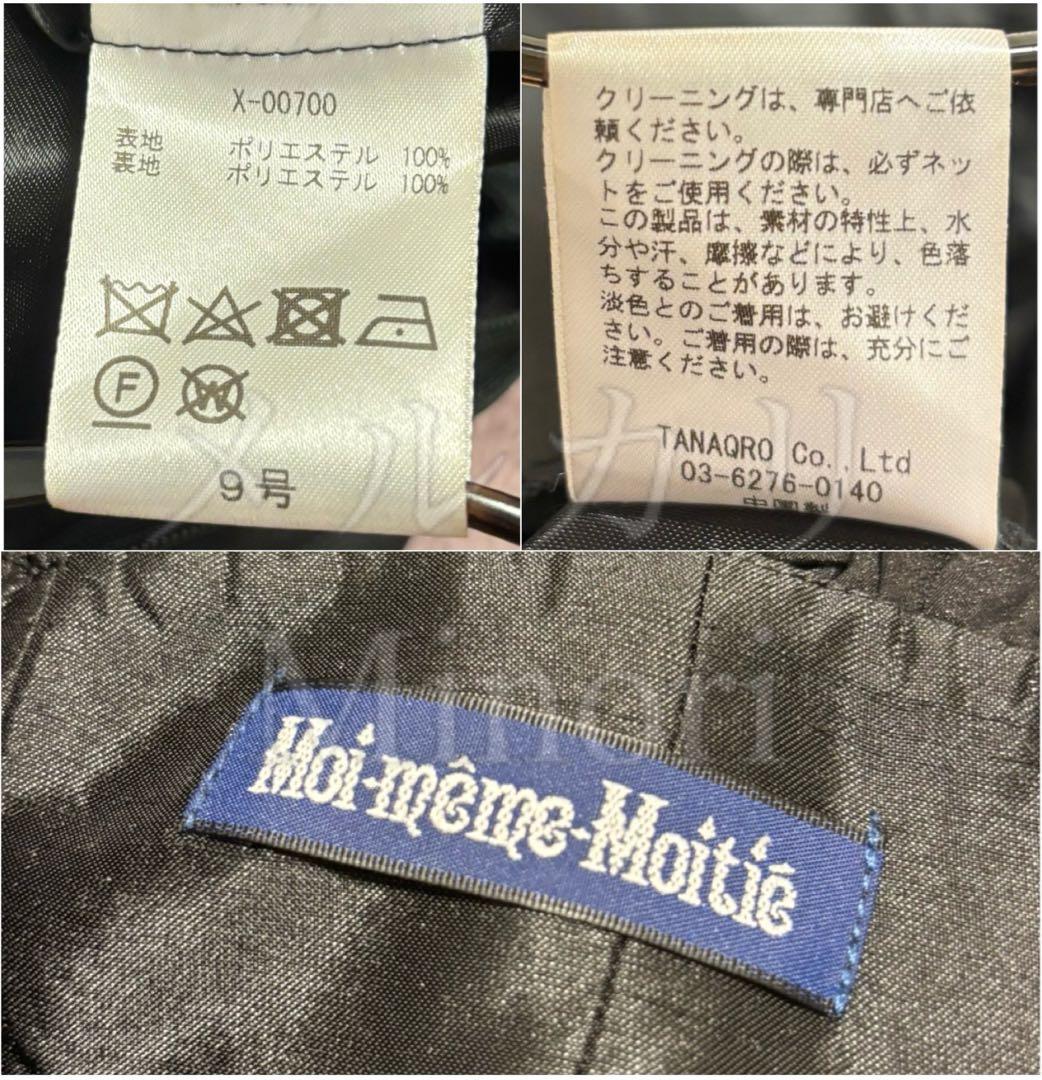 X-00700
表地 ポリエステル 100%
裏地 ポリエステル 100%
F
W
9号
クリーニングは、専門店へご依
頼ください。
クリーニングの際は、必ずネッ
トをご使用ください。
この製品は、素材の特性上、水
分や汗、摩擦などにより、色落
ちすることがあります。
淡色とのご着用は、お避けくだ
さい。ご着用の際は、充分にご
注意ください。
TANAQRO Co.,Ltd
03-6276-0140
メルカリ
Minori
Moi-même-Moitié